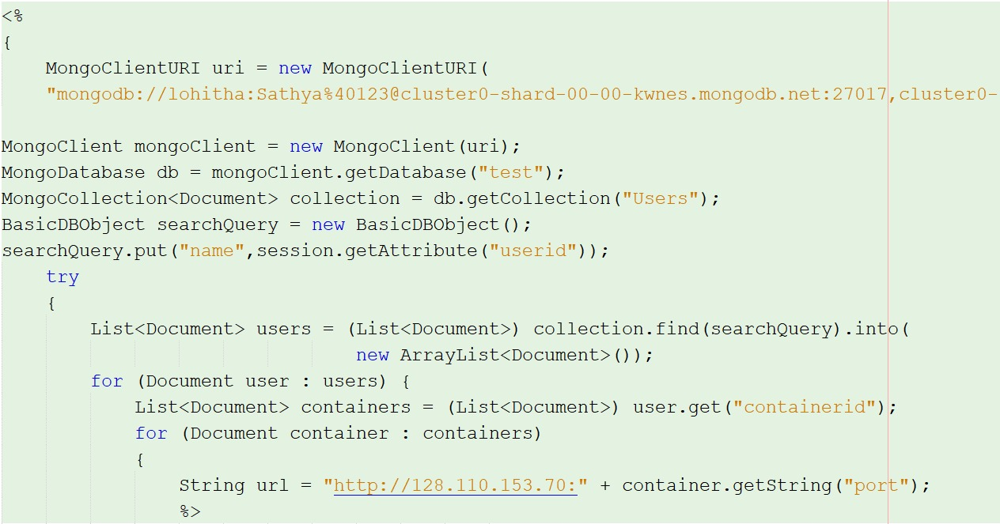 <%
{
    MongoClientURI uri = new MongoClientURI(
    "mongodb://lohitha:Sathya%40123@cluster0-shard-00-00-kwnes.mongodb.net:27017,cluster0-
MongoClient mongoClient = new MongoClient(uri);
MongoDatabase db = mongoClient.getDatabase("test");
MongoCollection<Document> collection = db.getCollection("Users");
BasicDBObject searchQuery = new BasicDBObject();
searchQuery.put("name",session.getAttribute("userid"));
    try
    {
        List<Document> users = (List<Document>) collection.find(searchQuery).into(
                                new ArrayList<Document>());
        for (Document user : users) {
            List<Document> containers = (List<Document>) user.get("containerid");
            for (Document container : containers)
            {
                String url = "http://128.110.153.70:" + container.getString("port");
                %>